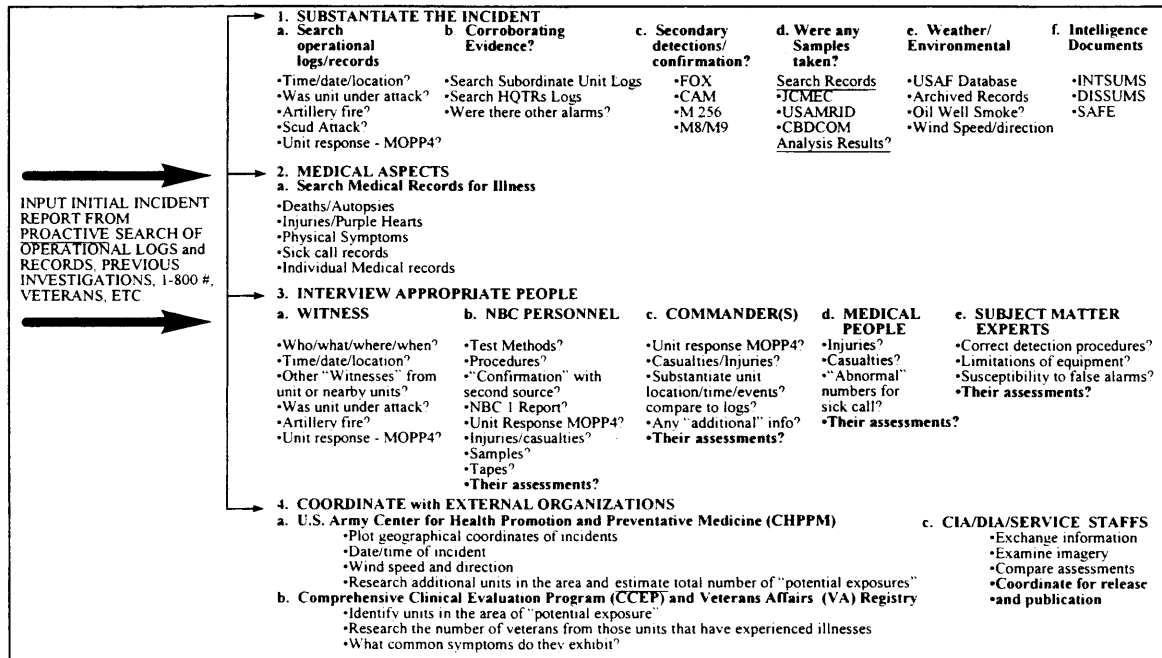 1. SUBSTANTIATE THE INCIDENT
a. Search operational logs/records
•Time/date/location?
•Was unit under attack?
•Artillery fire?
•Scud Attack?
•Unit response - MOPP4?
b. Corroborating Evidence?
•Search Subordinate Unit Logs
•Search HQTRs Logs
•Were there other alarms?
c. Secondary detections/ confirmation?
•FOX
•CAM
•M 256
•M8/M9
d. Were any Samples taken?
Search Records
•JCMEC
•USAMRID
•CBDCOM
Analysis Results?
e. Weather/ Environmental
•USAF Database
•Archived Records
•Oil Well Smoke?
•Wind Speed/direction
f. Intelligence Documents
•INTSUMS
•DISSUMS
•SAFE
INPUT INITIAL INCIDENT
REPORT FROM
PROACTIVE SEARCH OF
OPERATIONAL LOGS and
RECORDS, PREVIOUS
INVESTIGATIONS, 1-800 #,
VETERANS, ETC
2. MEDICAL ASPECTS
a. Search Medical Records for Illness
•Deaths/Autopsies
•Injuries/Purple Hearts
•Physical Symptoms
•Sick call records
•Individual Medical records
3. INTERVIEW APPROPRIATE PEOPLE
a. WITNESS
•Who/what/where/when?
•Time/date/location?
•Other "Witnesses" from
unit or nearby units?
•Was unit under attack?
•Artillery fire?
•Unit response - MOPP4?
b. NBC PERSONNEL
•Test Methods?
•Procedures?
•"Confirmation" with
second source?
•NBC 1 Report?
•Unit Response MOPP4?
•Injuries/casualties?
•Samples?
•Tapes?
•Their assessments?
c. COMMANDER(S)
•Unit response MOPP4?
•Casualties/Injuries?
•Substantiate unit
location/time/events?
compare to logs?
•Any "additional" info?
•Their assessments?
d. MEDICAL
PEOPLE
•Injuries?
•Casualties?
•"Abnormal"
numbers for
sick call?
•Their assessments?
e. SUBJECT MATTER
EXPERTS
•Correct detection procedures?
•Limitations of equipment?
•Susceptibility to false alarms?
•Their assessments?
4. COORDINATE with EXTERNAL ORGANIZATIONS
a. U.S. Army Center for Health Promotion and Preventative Medicine (CHPPM)
•Plot geographical coordinates of incidents
•Date/time of incident
•Wind speed and direction
•Research additional units in the area and estimate total number of "potential exposures"
b. Comprehensive Clinical Evaluation Program (CCEP) and Veterans Affairs (VA) Registry
•Identify units in the area of "potential exposure"
•Research the number of veterans from those units that have experienced illnesses
•What common symptoms do they exhibit?
c. CIA/DIA/SERVICE STAFFS
•Exchange information
•Examine imagery
•Compare assessments
•Coordinate for release
•and publication